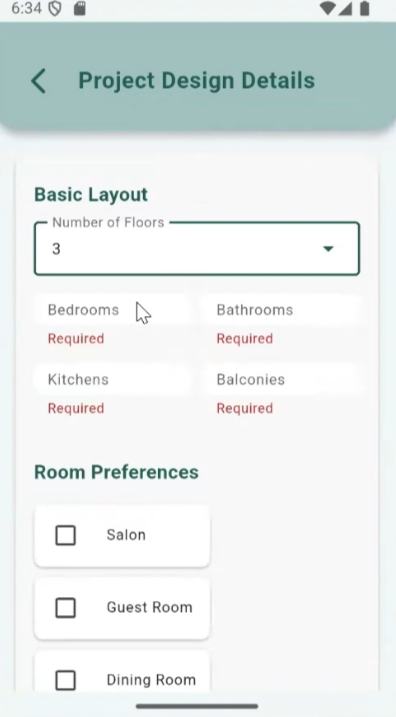 6:34
Project Design Details
Basic Layout
Number of Floors
3
Bedrooms Bathrooms
Required Required
Kitchens Balconies
Required Required
Room Preferences
Salon
Guest Room
Dining Room